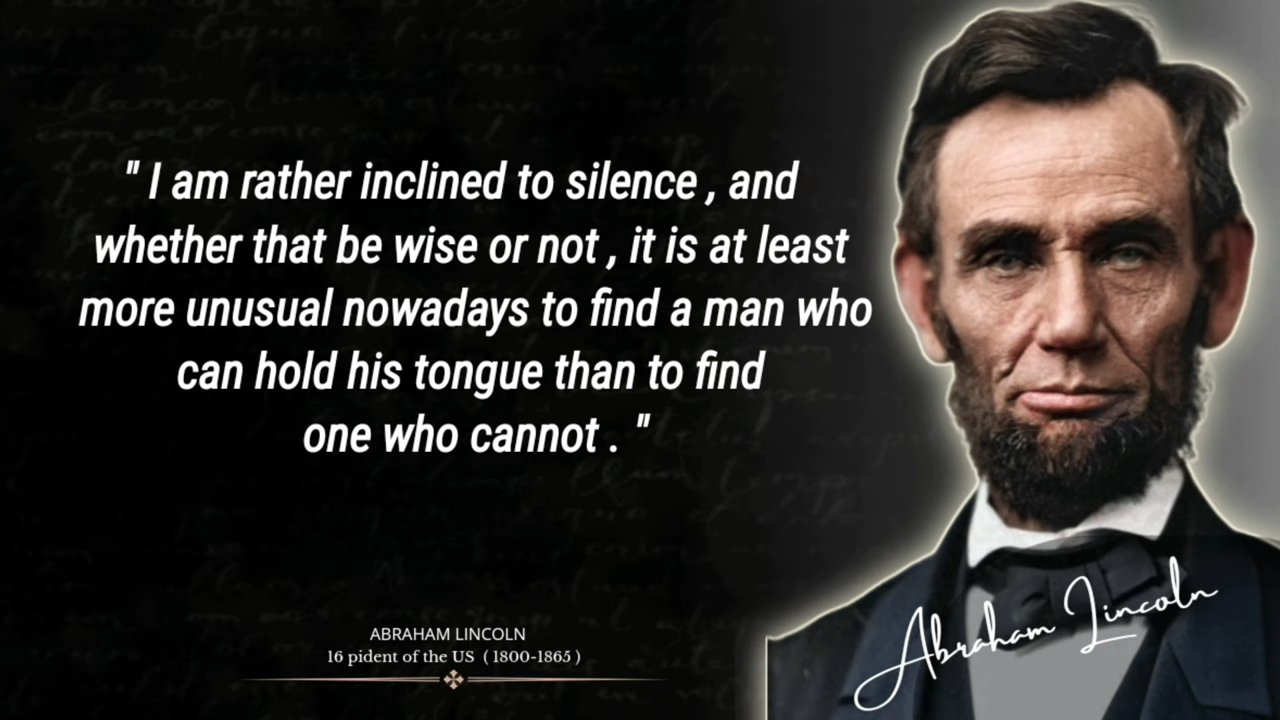 " I am rather inclined to silence , and
whether that be wise or not , it is at least
more unusual nowadays to find a man who
can hold his tongue than to find
one who cannot . "
ABRAHAM LINCOLN
16 pident of the US ( 1800-1865 )
Abraham Lincoln